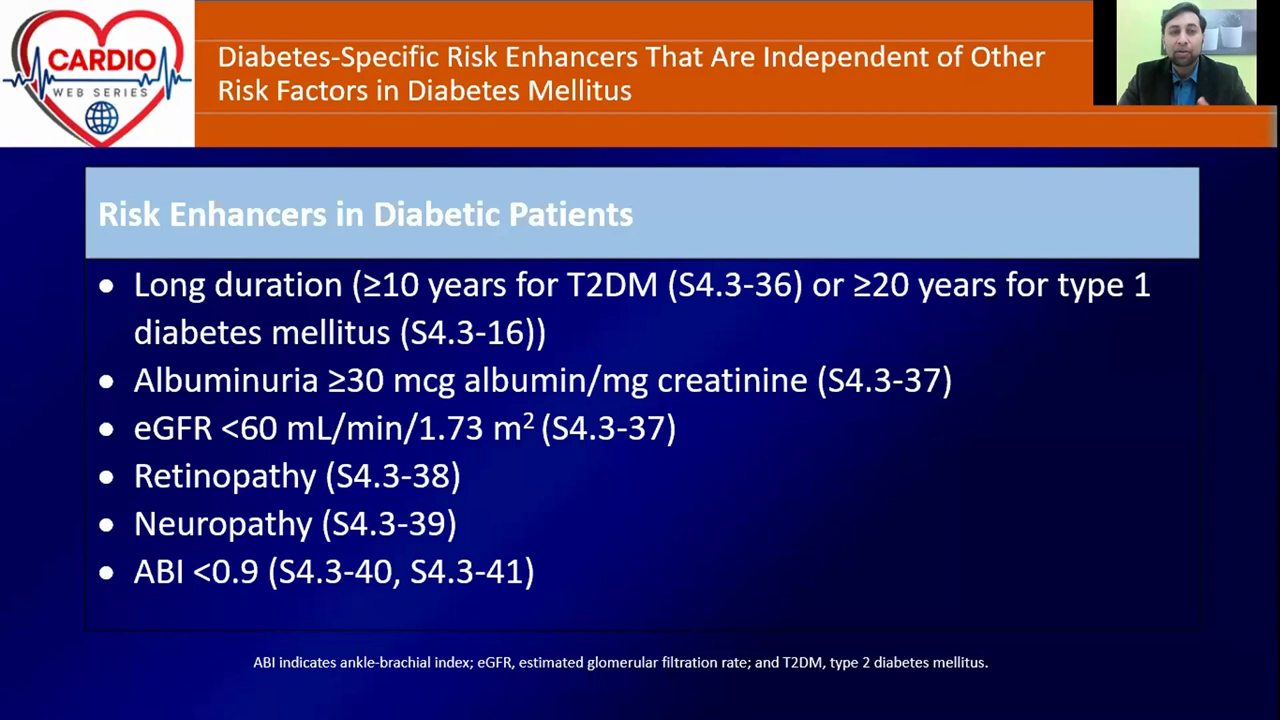 CARDIO
WEB SERIES
Diabetes-Specific Risk Enhancers That Are Independent of Other
Risk Factors in Diabetes Mellitus
Risk Enhancers in Diabetic Patients
• Long duration (≥10 years for T2DM (S4.3-36) or ≥20 years for type 1
diabetes mellitus (S4.3-16))
• Albuminuria ≥30 mcg albumin/mg creatinine (S4.3-37)
• eGFR <60 mL/min/1.73 m² (S4.3-37)
• Retinopathy (S4.3-38)
• Neuropathy (S4.3-39)
• ABI <0.9 (S4.3-40, S4.3-41)
ABI indicates ankle-brachial index; eGFR, estimated glomerular filtration rate; and T2DM, type 2 diabetes mellitus.